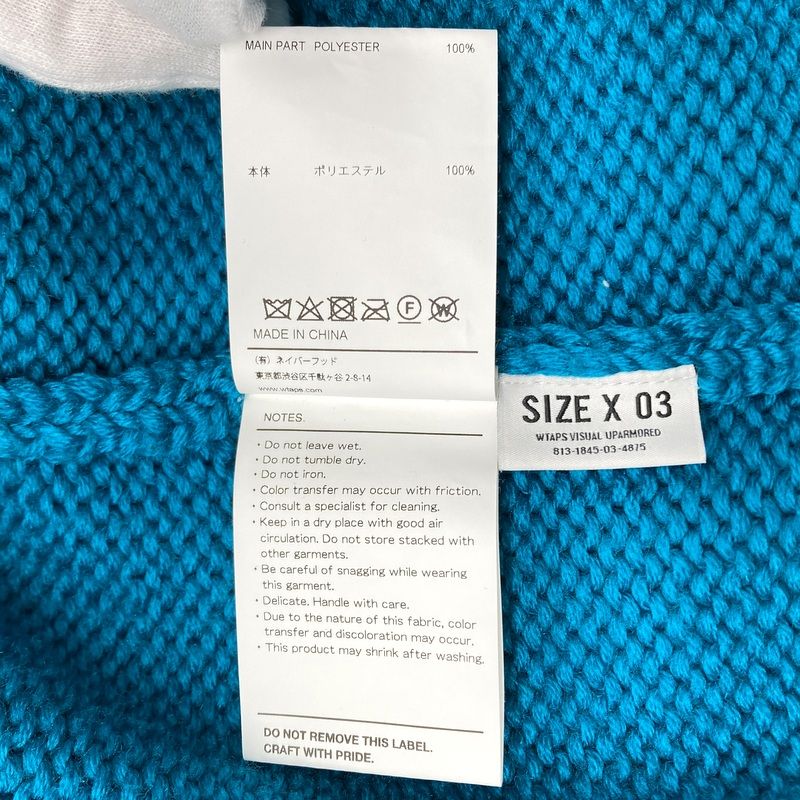 MAIN PART POLYESTER 100%
本体 ポリエステル 100%
F W
MADE IN CHINA
(有) ネイバーフッド
東京都渋谷区千駄ヶ谷 2-8-14
www.wtaps.com
NOTES.
・Do not leave wet.
・Do not tumble dry.
・Do not iron.
・Color transfer may occur with friction.
・Consult a specialist for cleaning.
・Keep in a dry place with good air
circulation. Do not store stacked with
other garments.
・Be careful of snagging while wearing
this garment.
・Delicate. Handle with care.
・Due to the nature of this fabric, color
transfer and discoloration may occur.
・This product may shrink after washing.
DO NOT REMOVE THIS LABEL.
CRAFT WITH PRIDE.
SIZE X 03
WTAPS VISUAL UPARMORED
813-1845-03-4875